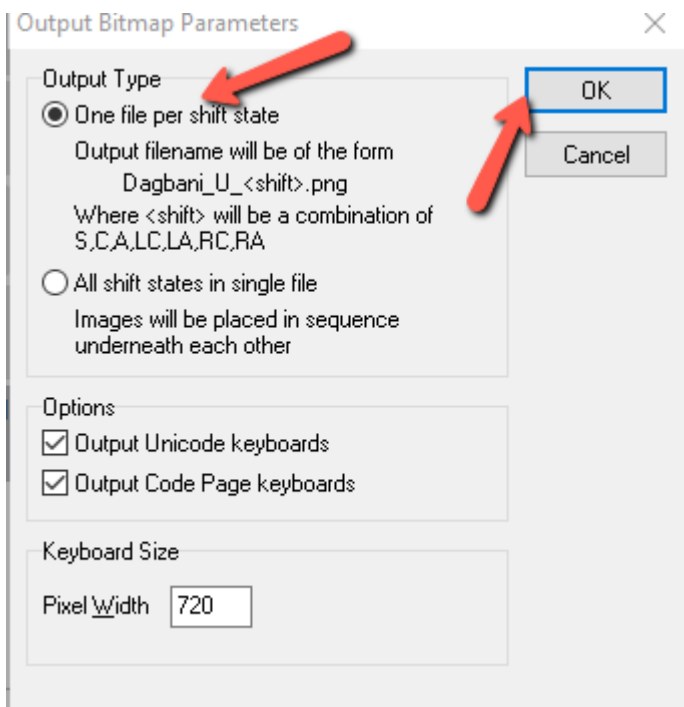 Output Bitmap Parameters
Output Type
OK
One file per shift state
Output filename will be of the form
Cancel
Dagbani_U_<shift>.png
Where <shift> will be a combination of
S,C,A,LC,LA,RC,RA
All shift states in single file
Images will be placed in sequence
underneath each other
Options
Output Unicode keyboards
Output Code Page keyboards
Keyboard Size
Pixel Width 720